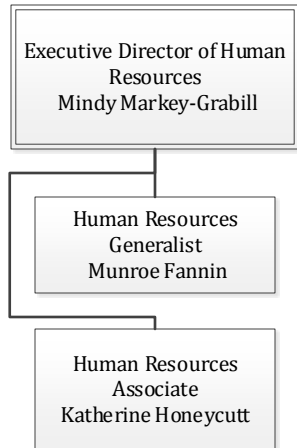 Executive Director of Human
Resources
Mindy Markey-Grabill
Human Resources
Generalist
Munroe Fannin
Human Resources
Associate
Katherine Honeycutt